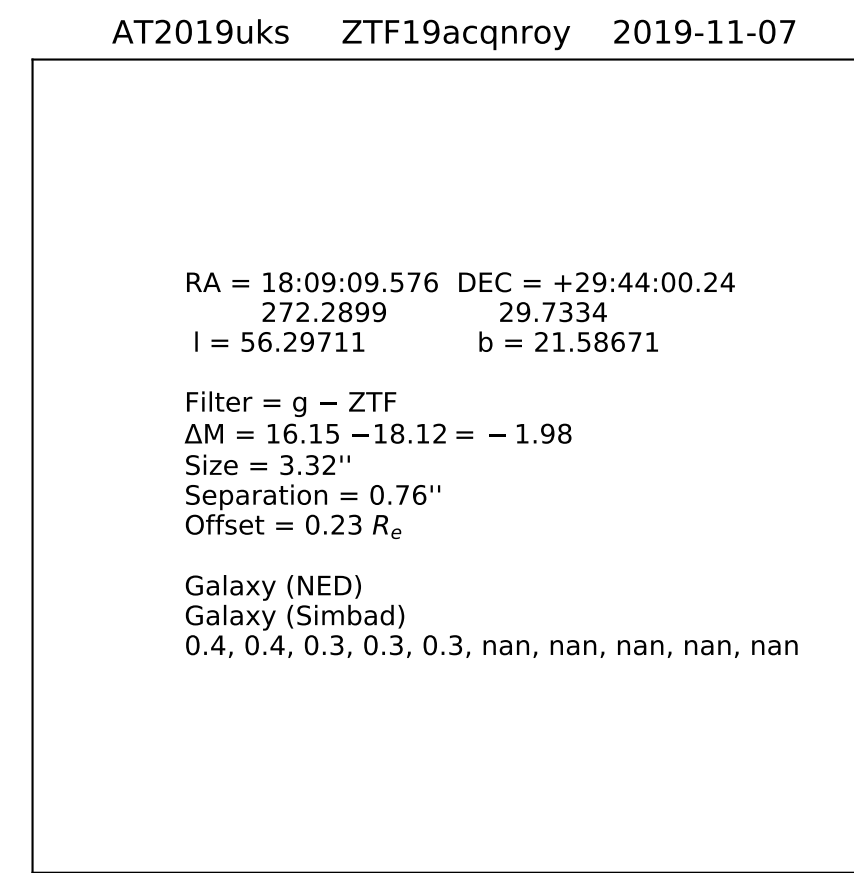 AT2019uks ZTF19acqnroy 2019-11-07
RA = 18:09:09.576 DEC = +29:44:00.24
272.2899 29.7334
l = 56.29711 b = 21.58671
Filter = g − ZTF
ΔM = 16.15 −18.12 = − 1.98
Size = 3.32''
Separation = 0.76''
Offset = 0.23 Re
Galaxy (NED)
Galaxy (Simbad)
0.4, 0.4, 0.3, 0.3, 0.3, nan, nan, nan, nan, nan